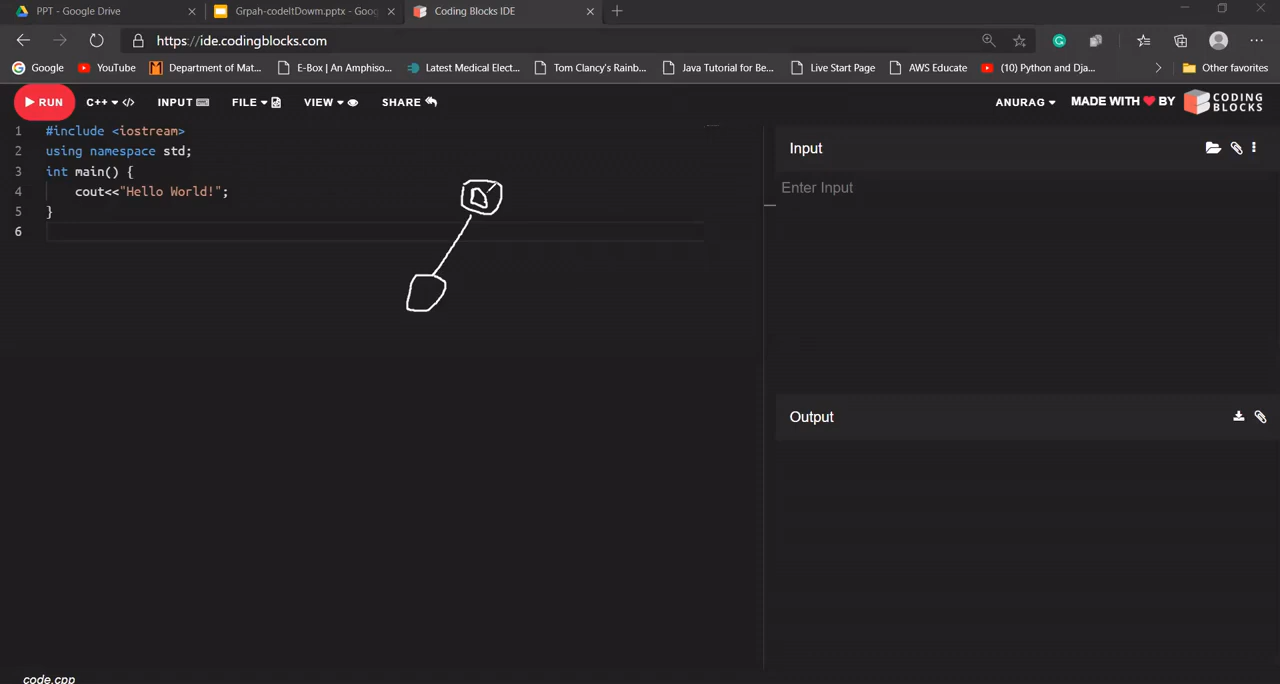 PPT - Google Drive
Grpah-codeItDowm.pptx - Goog
Coding Blocks IDE
https://ide.codingblocks.com
Google
YouTube
Department of Mat...
E-Box | An Amphiso...
Latest Medical Elect...
Tom Clancy's Rainb...
Java Tutorial for Be...
Live Start Page
AWS Educate
(10) Python and Dja...
Other favorites
RUN
C++
INPUT
FILE
VIEW
SHARE
ANURAG
MADE WITH BY
CODING
BLOCKS
1 #include <iostream>
2 using namespace std;
3 int main() {
4 cout<<"Hello World!";
5 }
6
Input
Enter Input
Output
code.cpp